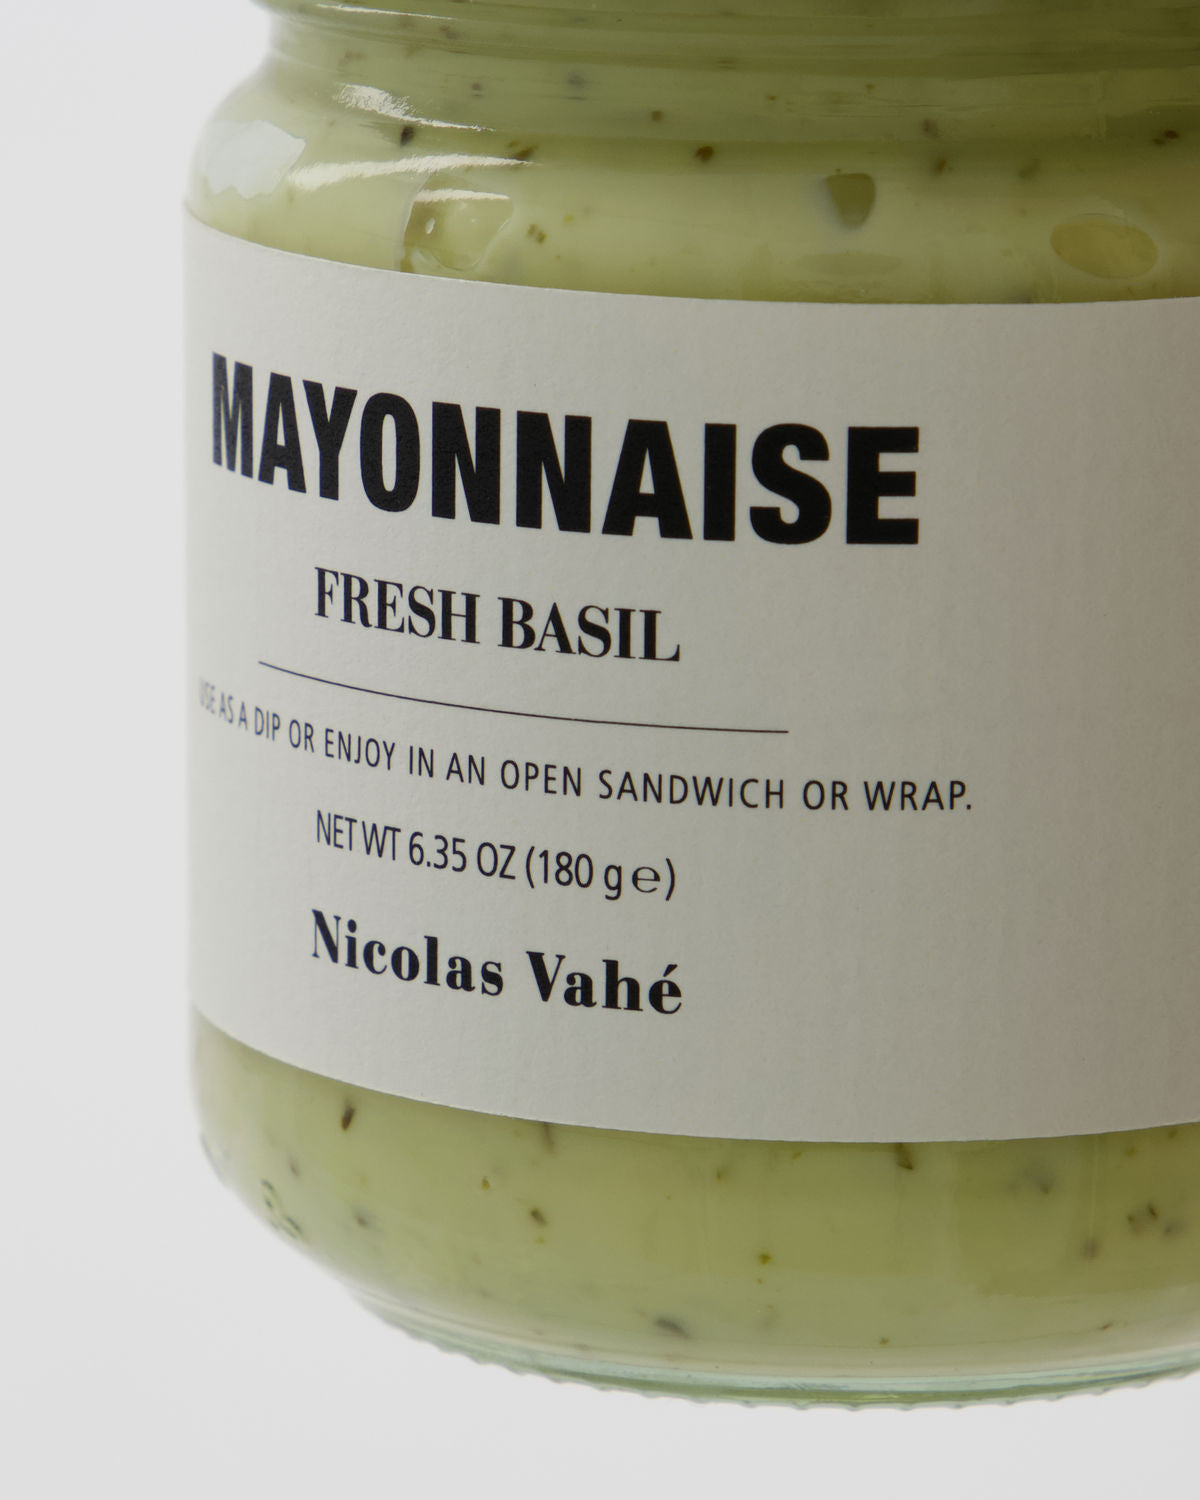 MAYONNAISE
FRESH BASIL
USE AS A DIP OR ENJOY IN AN OPEN SANDWICH OR WRAP.
NET WT 6.35 OZ (180 g ℮)
Nicolas Vahé